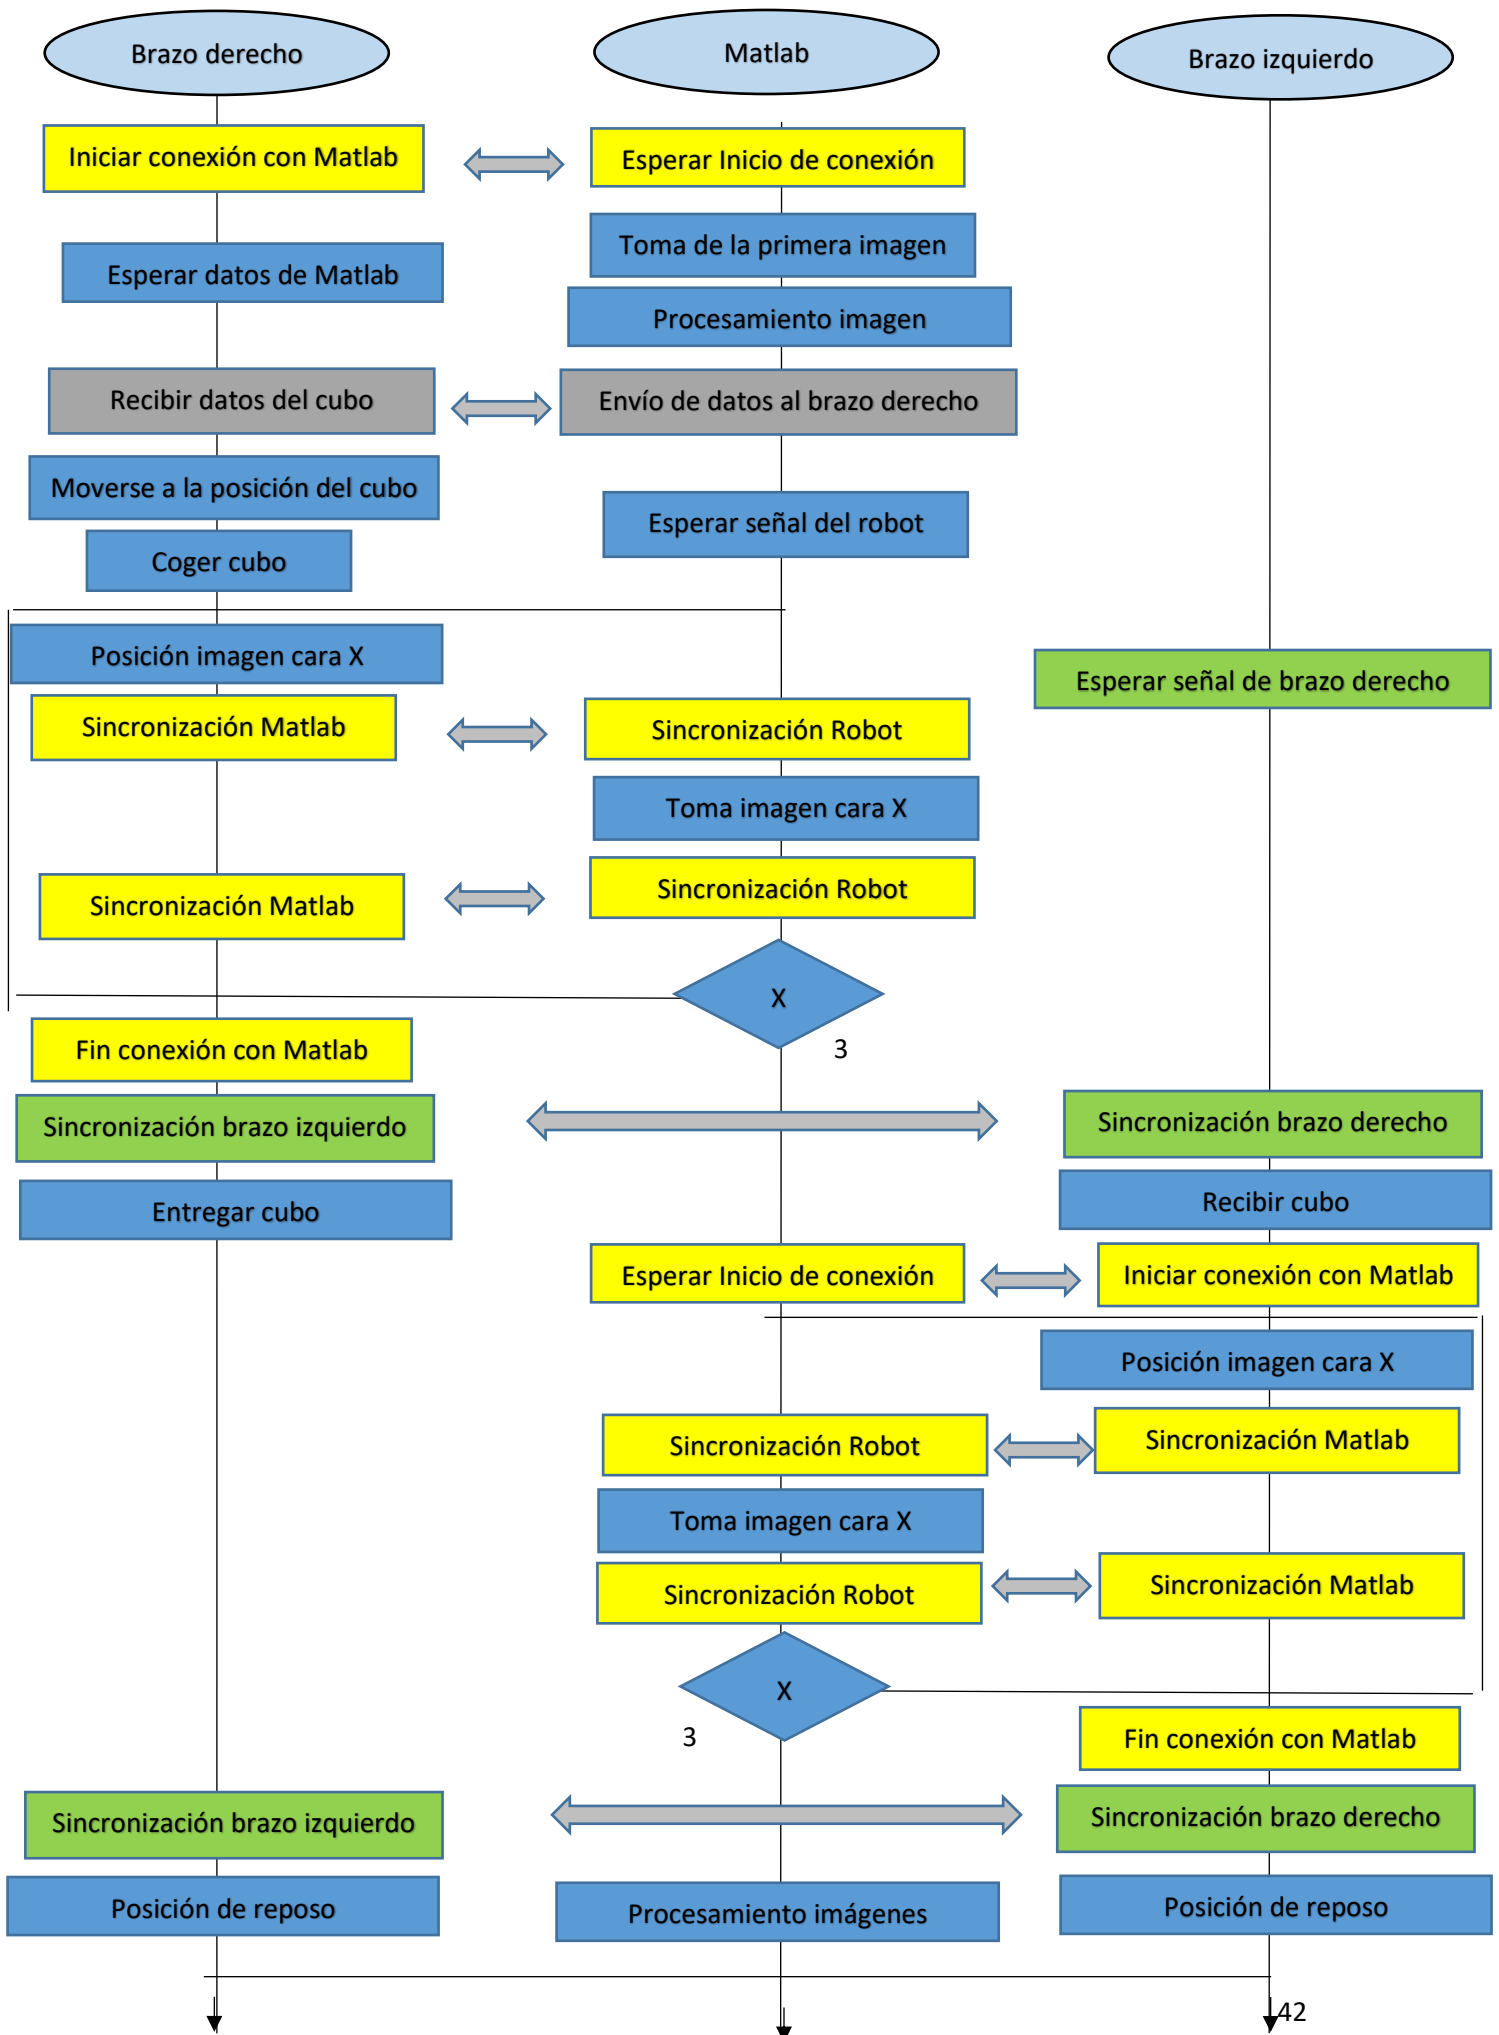 Brazo derecho
Matlab
Brazo izquierdo
Iniciar conexión con Matlab
Esperar Inicio de conexión
Toma de la primera imagen
Esperar datos de Matlab
Procesamiento imagen
Recibir datos del cubo
Envío de datos al brazo derecho
Moverse a la posición del cubo
Esperar señal del robot
Coger cubo
Posición imagen cara X
Esperar señal de brazo derecho
Sincronización Matlab
Sincronización Robot
Toma imagen cara X
Sincronización Robot
Sincronización Matlab
X
3
Fin conexión con Matlab
Sincronización brazo izquierdo
Sincronización brazo derecho
Entregar cubo
Recibir cubo
Esperar Inicio de conexión
Iniciar conexión con Matlab
Posición imagen cara X
Sincronización Robot
Sincronización Matlab
Toma imagen cara X
Sincronización Robot
Sincronización Matlab
X
3
Fin conexión con Matlab
Sincronización brazo izquierdo
Sincronización brazo derecho
Posición de reposo
Procesamiento imágenes
Posición de reposo
42